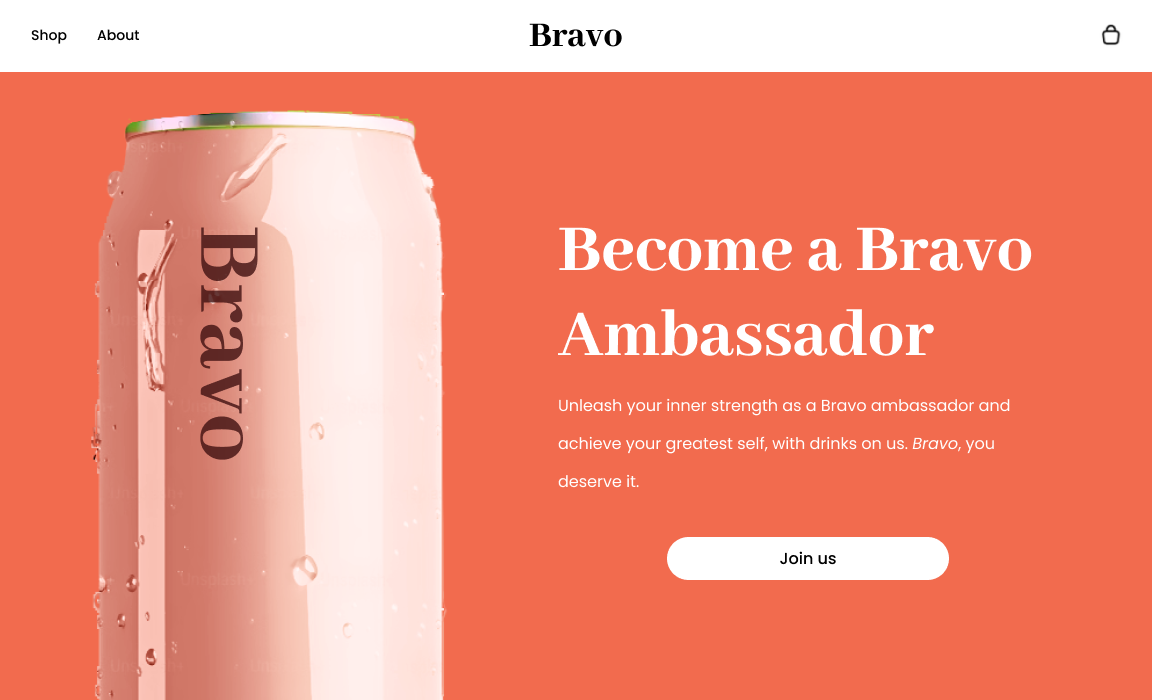 Shop
About
Bravo
Bravo
Become a Bravo
Ambassador
Unleash your inner strength as a Bravo ambassador and
achieve your greatest self, with drinks on us. Bravo, you
deserve it.
Join us
Unsplash+